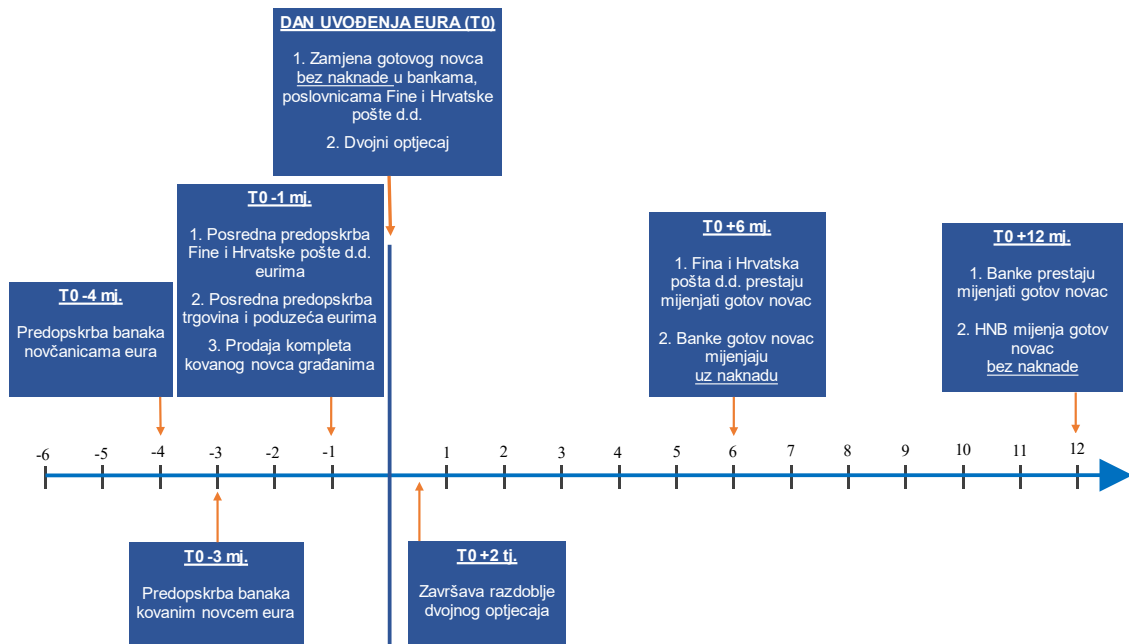 DAN UVOĐENJA EURA (T0)
1. Zamjena gotovog novca
bez naknade u bankama,
poslovnicama Fine i Hrvatske
pošte d.d.
2. Dvojni optjecaj
T0 -1 mj.
1. Posredna predopskrba
Fine i Hrvatske pošte d.d.
eurima
2. Posredna predopskrba
trgovina i poduzeća eurima
3. Prodaja kompleta
kovanog novca građanima
T0 -4 mj.
Predopskrba banaka
novčanicama eura
T0 +6 mj.
1. Fina i Hrvatska
pošta d.d. prestaju
mijenjati gotov novac
2. Banke gotov novac
mijenjaju
uz naknadu
T0 +12 mj.
1. Banke prestaju
mijenjati gotov novac
2. HNB mijenja gotov
novac
bez naknade
-6 -5 -4 -3 -2 -1 1 2 3 4 5 6 7 8 9 10 11 12
T0 -3 mj.
Predopskrba banaka
kovanim novcem eura
T0 +2 tj.
Završava razdoblje
dvojnog optjecaja